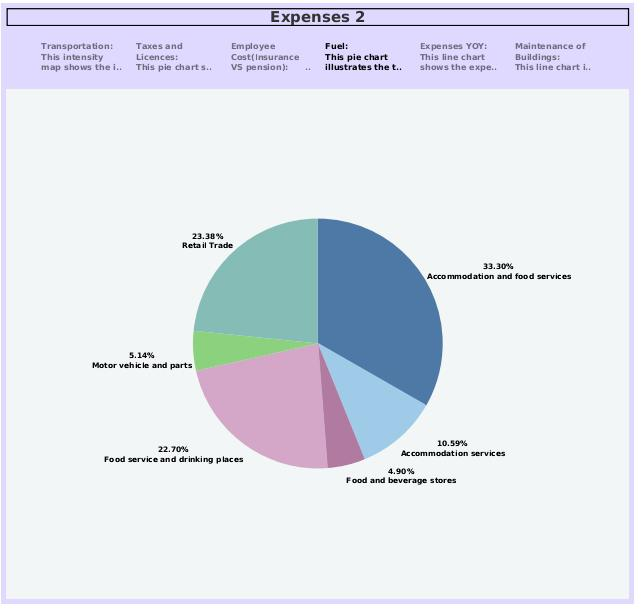 Expenses 2
Transportation:
This intensity
map shows the i..
Taxes and
Licences:
This pie chart s..
Employee
Cost(Insurance
VS pension): ..
Fuel:
This pie chart
illustrates the t..
Expenses YOY:
This line chart
shows the expe..
Maintenance of
Buildings:
This line chart i..
23.38%
Retail Trade
33.30%
Accommodation and food services
5.14%
Motor vehicle and parts
22.70%
Food service and drinking places
10.59%
Accommodation services
4.90%
Food and beverage stores